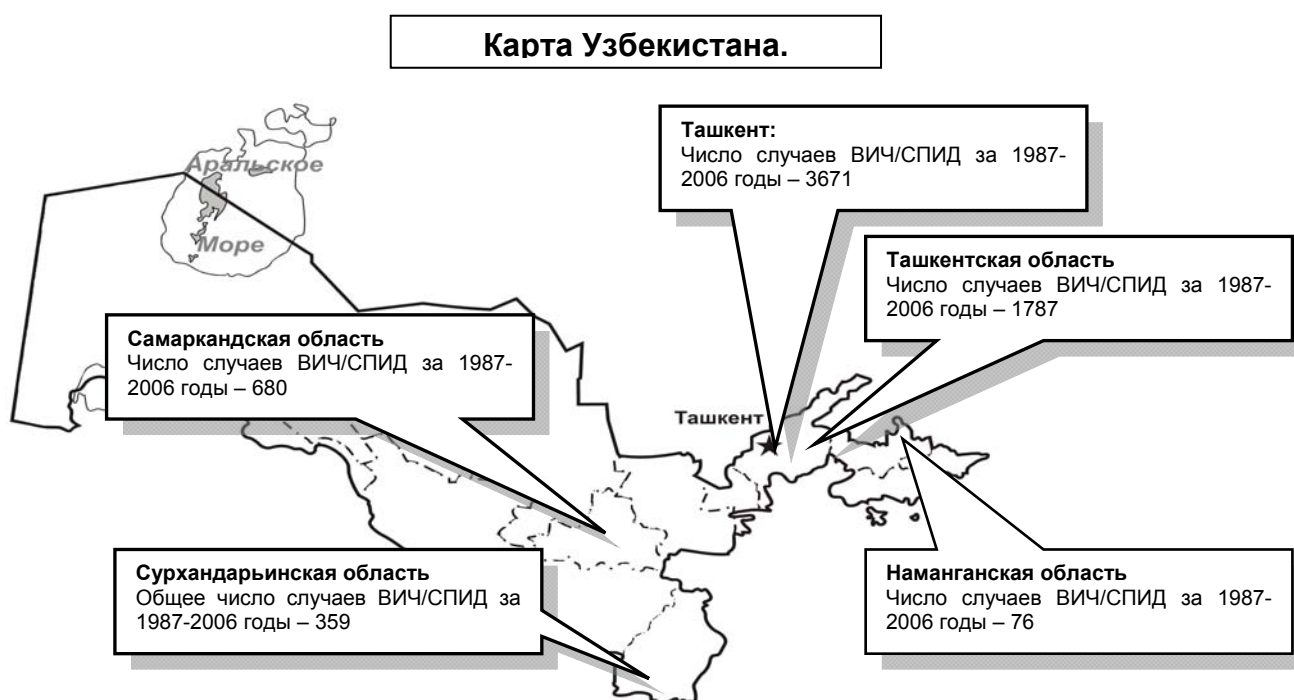 Карта Узбекистана.
Ташкент:
Число случаев ВИЧ/СПИД за 1987-
2006 годы – 3671
Аральское
Море
Ташкентская область
Число случаев ВИЧ/СПИД за 1987-
2006 годы – 1787
Самаркандская область
Число случаев ВИЧ/СПИД за 1987-
2006 годы – 680
Ташкент
Сурхандарьинская область
Общее число случаев ВИЧ/СПИД за
1987-2006 годы – 359
Наманганская область
Число случаев ВИЧ/СПИД за 1987-
2006 годы – 76